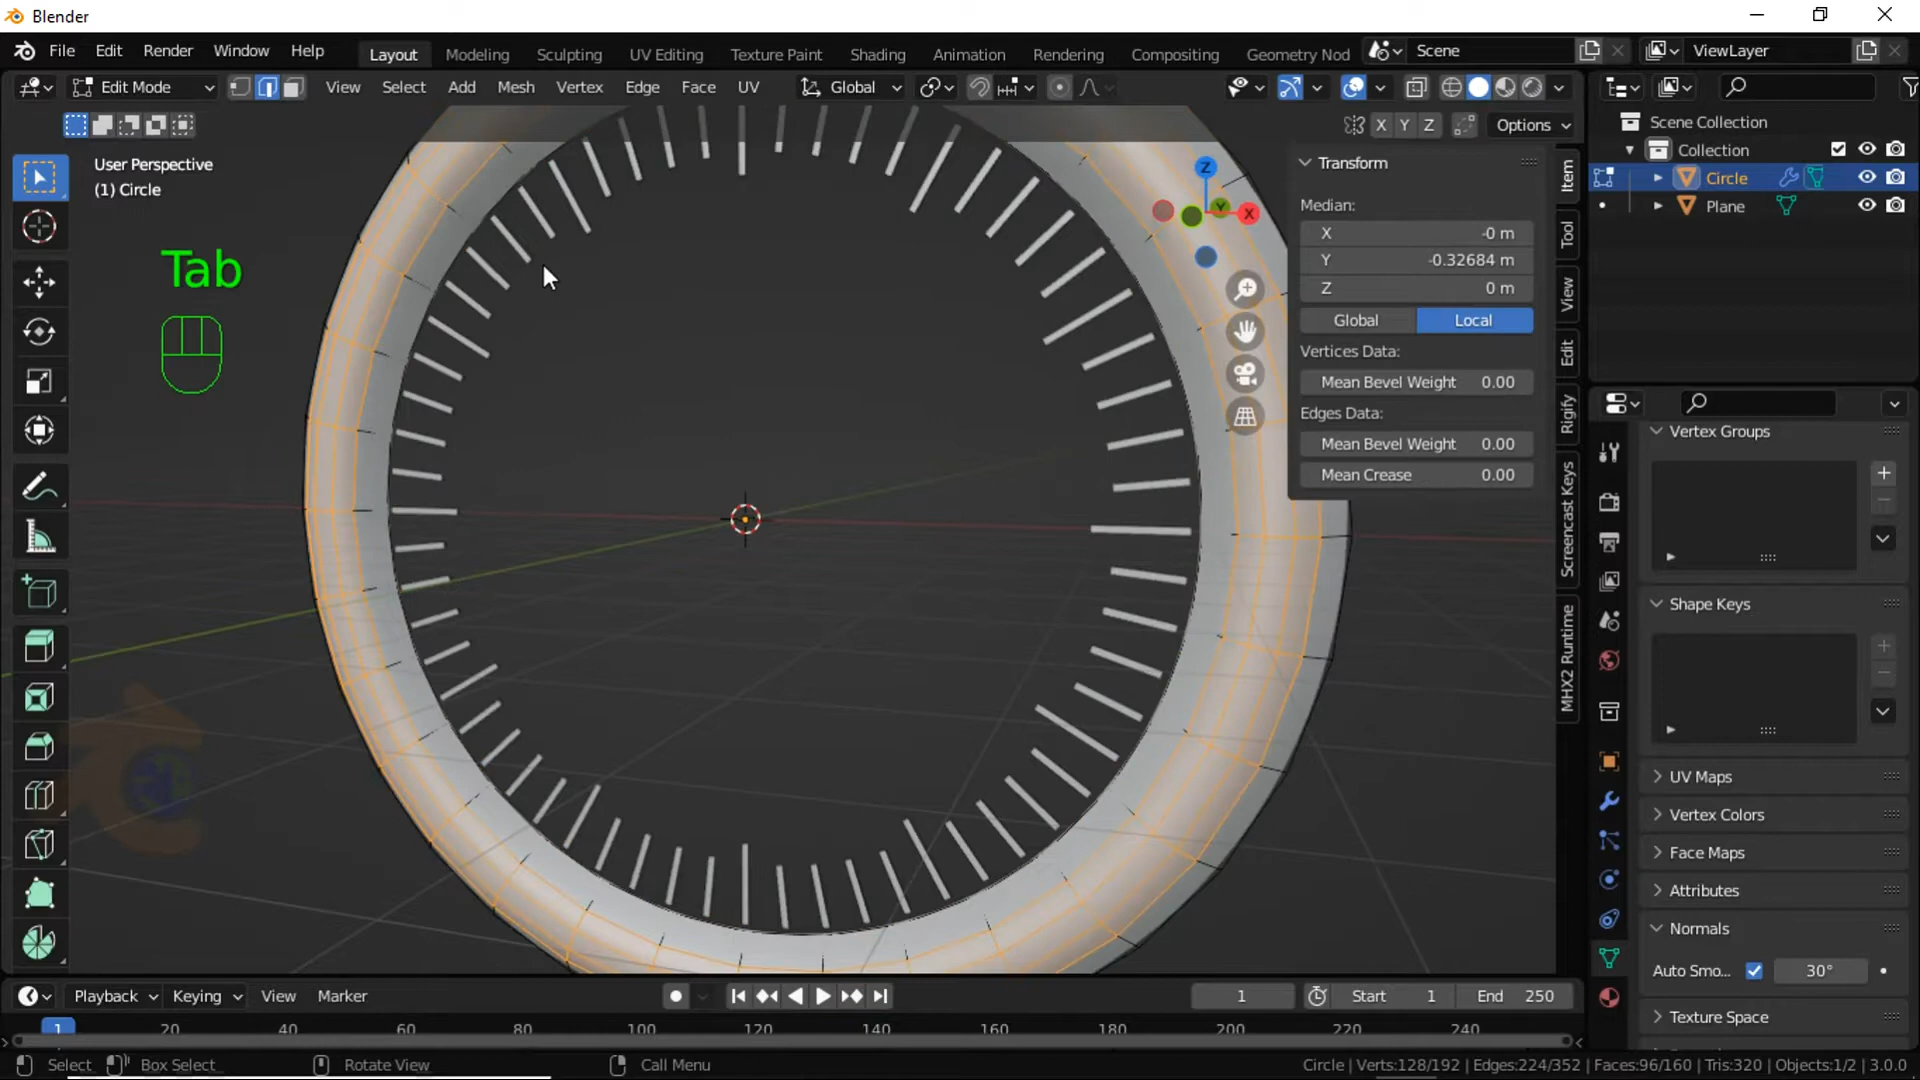 Blender
File Edit Render Window Help Layout Modeling Sculpting UV Editing Texture Paint Shading Animation Rendering Compositing Geometry Nod Scene ViewLayer
Edit Mode View Select Add Mesh Vertex Edge Face UV Global
X Y Z Options
User Perspective
(1) Circle
Tab
Z
Y
X
Transform
Median:
X -0 m
Y -0.32684 m
Z 0 m
Global Local
Vertices Data:
Mean Bevel Weight 0.00
Edges Data:
Mean Bevel Weight 0.00
Mean Crease 0.00
Item
Tool
View
Edit
Rigify
Screencast Keys
MHX2 Runtime
Scene Collection
Collection
Circle
Plane
Vertex Groups
Shape Keys
UV Maps
Vertex Colors
Face Maps
Attributes
Normals
Auto Smo... 30°
Texture Space
Playback Keying View Marker 1 Start 1 End 250
1 20 40 60 80 100 120 140 160 180 200 220 240
Select Box Select Rotate View Call Menu Circle | Verts:128/192 | Edges:224/352 | Faces:96/160 | Tris:320 | Objects:1/2 | 3.0.0